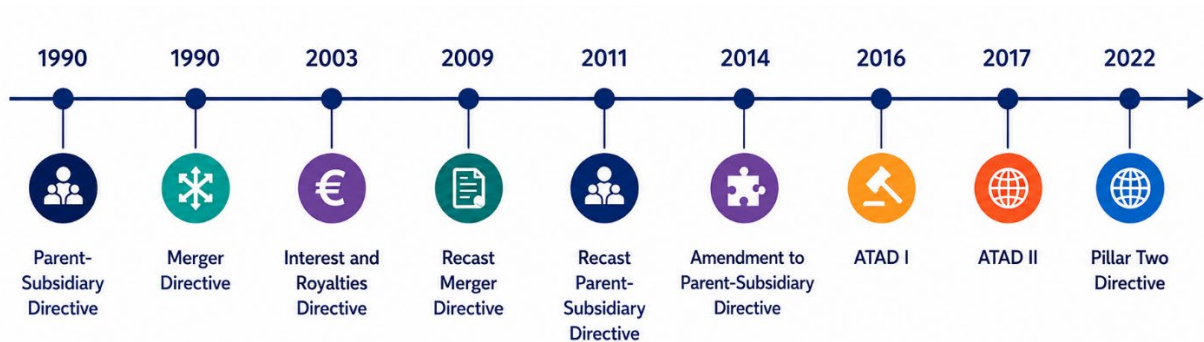 1990
1990
2003
2009
2011
2014
2016
2017
2022
€
Parent-
Subsidiary
Directive
Merger
Directive
Interest and
Royalties
Directive
Recast
Merger
Directive
Recast
Parent-
Subsidiary
Directive
Amendment to
Parent-Subsidiary
Directive
ATAD I
ATAD II
Pillar Two
Directive